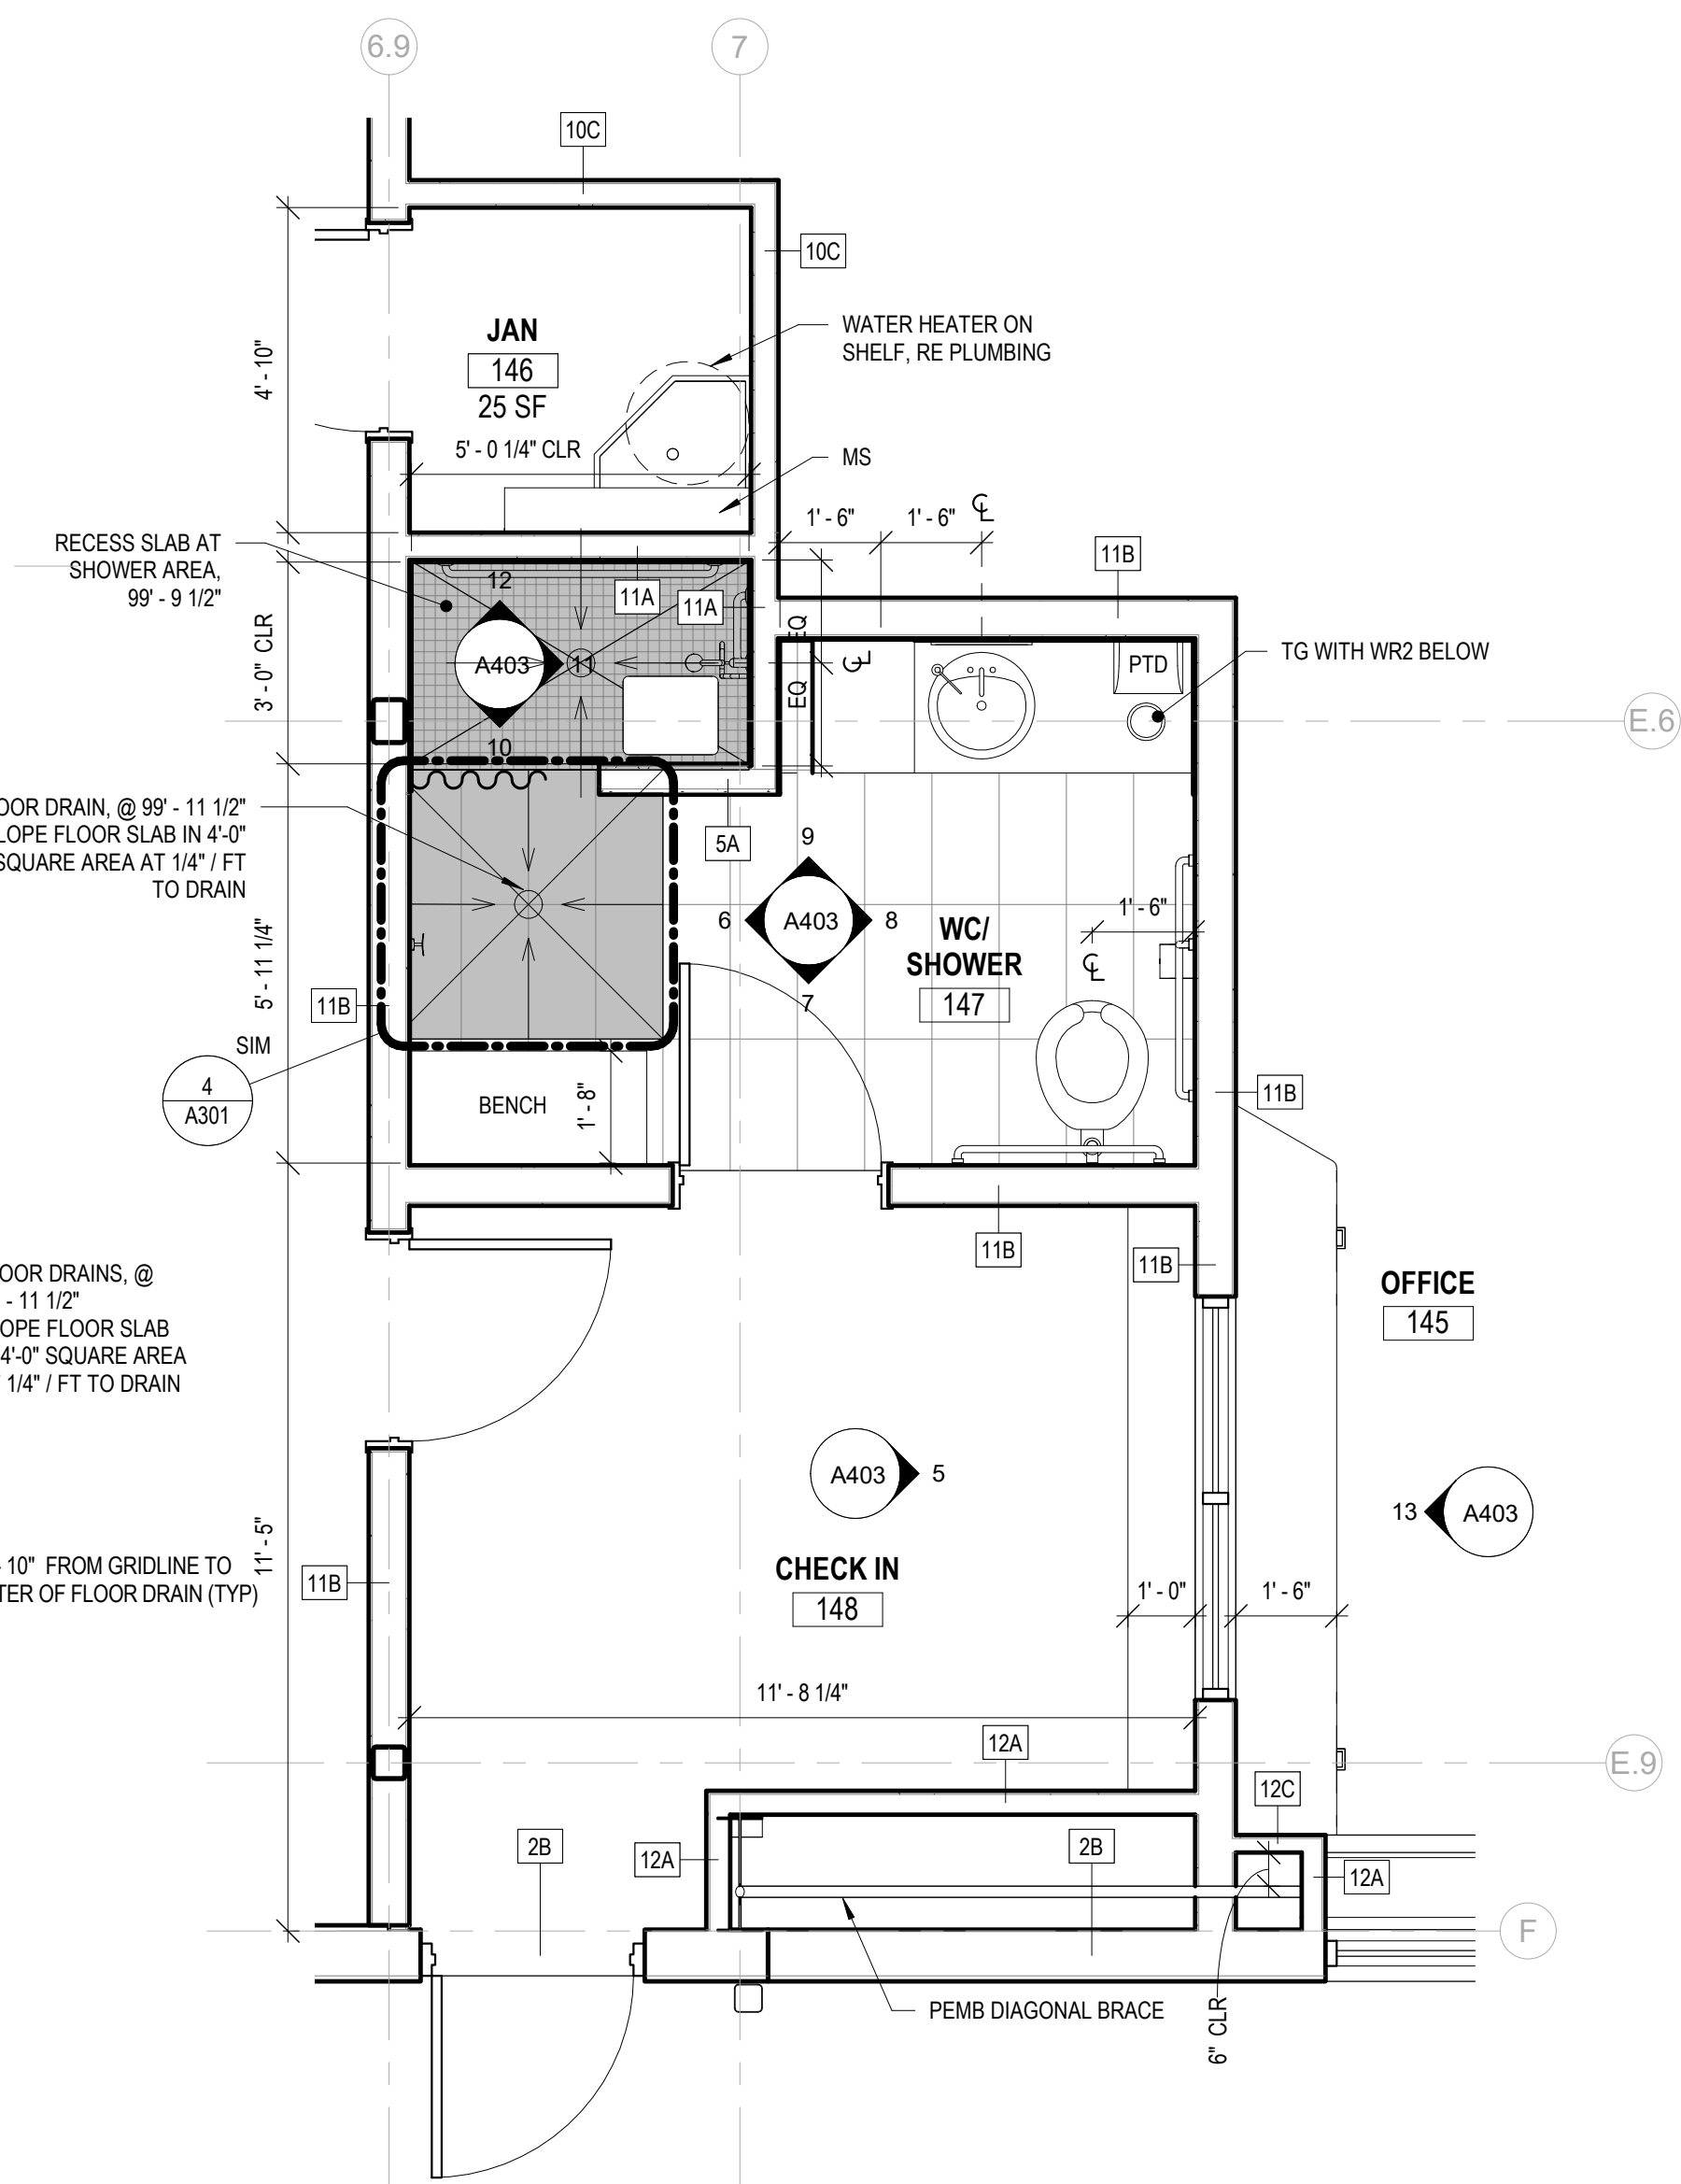 6.9
7
10C
10C
JAN
146
25 SF
5' - 0 1/4" CLR
4' - 10"
WATER HEATER ON
SHELF, RE PLUMBING
MS
1' - 6"
1' - 6"
11B
RECESS SLAB AT
SHOWER AREA,
99' - 9 1/2"
3' - 0" CLR
12
A403
11
10
11A
11A
EQ
EQ
PTD
TG WITH WR2 BELOW
E.6
OOR DRAIN, @ 99' - 11 1/2"
LOPE FLOOR SLAB IN 4'-0"
SQUARE AREA AT 1/4" / FT
TO DRAIN
5A
9
6
A403
8
7
WC/
SHOWER
147
1' - 6"
5' - 11 1/4"
11B
SIM
4
A301
BENCH
1' - 8"
11B
11B
11B
OFFICE
145
OOR DRAINS, @
- 11 1/2"
OPE FLOOR SLAB
4'-0" SQUARE AREA
1/4" / FT TO DRAIN
A403
5
13
A403
11' - 5"
- 10" FROM GRIDLINE TO
TER OF FLOOR DRAIN (TYP)
11B
CHECK IN
148
1' - 0"
1' - 6"
11' - 8 1/4"
12A
E.9
12C
2B
12A
2B
12A
F
PEMB DIAGONAL BRACE
6" CLR